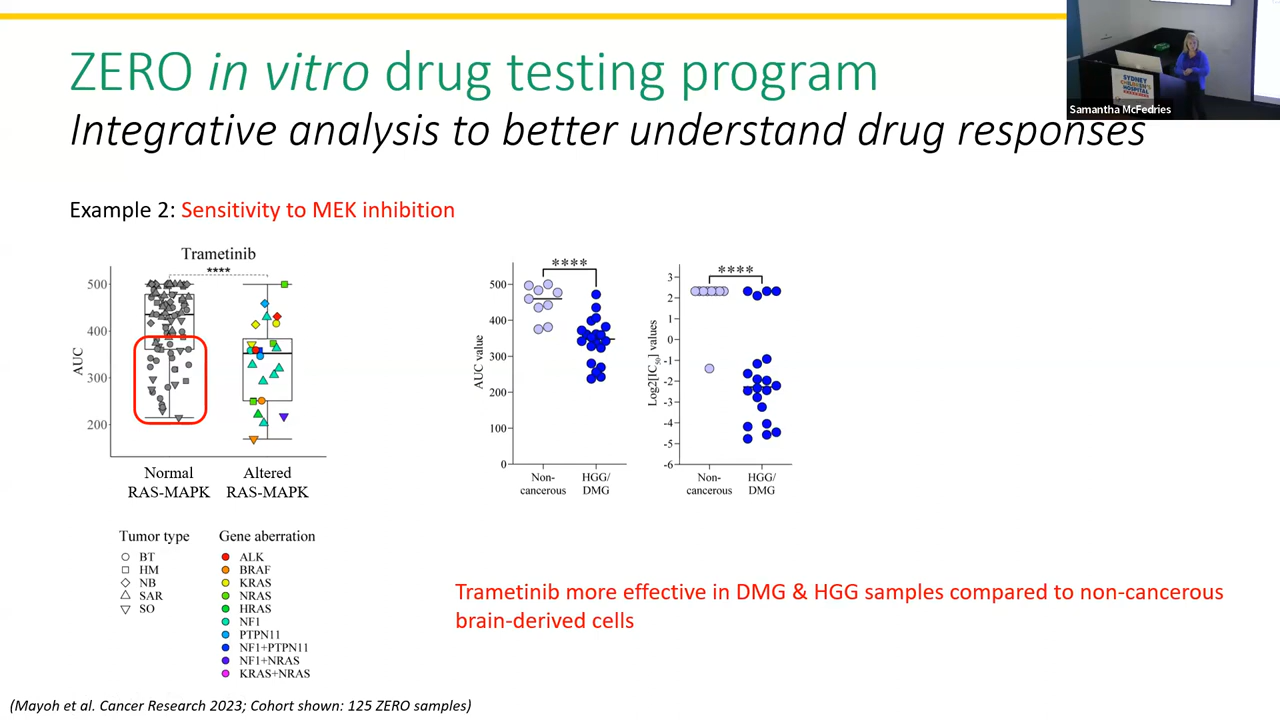 ZERO in vitro drug testing program
Integrative analysis to better understand drug responses
SYDNEY
CHILDREN'S
HOSPITAL
Samantha McFedries
Example 2: Sensitivity to MEK inhibition
Trametinib
****
500
400
300
200
AUC
Normal
RAS-MAPK
Altered
RAS-MAPK
Tumor type
BT
HM
NB
SAR
SO
Gene aberration
ALK
BRAF
KRAS
NRAS
HRAS
NF1
PTPN11
NF1+PTPN11
NF1+NRAS
KRAS+NRAS
****
500
400
300
200
100
0
AUC value
Non-
cancerous
HGG/
DMG
****
3
2
1
0
-1
-2
-3
-4
-5
-6
Log2[IC50] values
Non-
cancerous
HGG/
DMG
Trametinib more effective in DMG & HGG samples compared to non-cancerous
brain-derived cells
(Mayoh et al. Cancer Research 2023; Cohort shown: 125 ZERO samples)